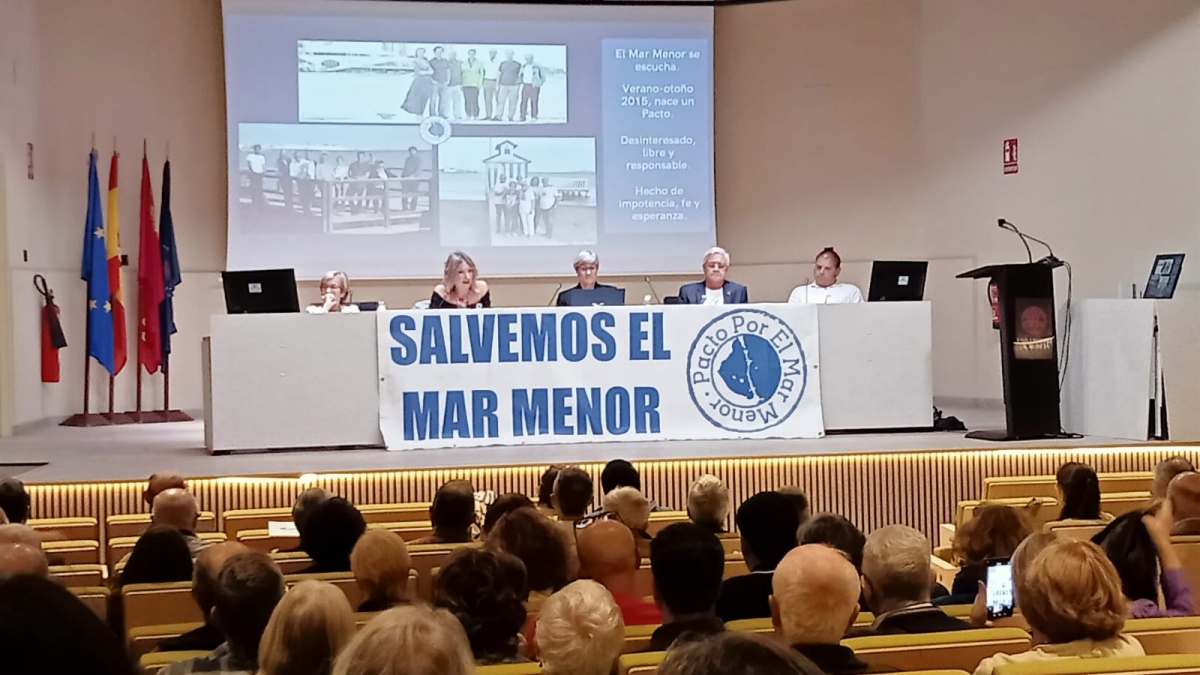 El Mar Menor se
escucha.
Verano-otoño
2015, nace un
Pacto.
Desinteresado,
libre y
responsable.
Hecho de
impotencia, fe y
esperanza.
SALVEMOS EL
MAR MENOR
Pacto Por El Mar Menor